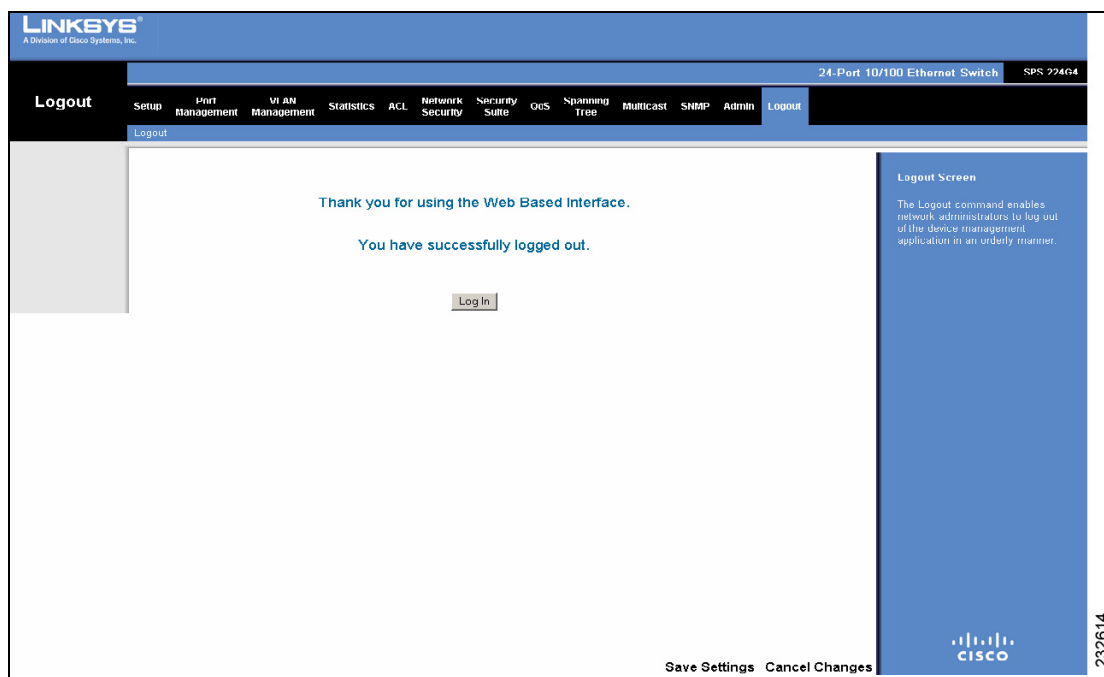 LINKSYS®
A Division of Cisco Systems, Inc.
24-Port 10/100 Ethernet Switch SPS 224G4
Logout
Setup Port Management VLAN Management Statistics ACL Network Security Security Suite QoS Spanning Tree Multicast SNMP Admin Logout
Logout
Thank you for using the Web Based Interface.
You have successfully logged out.
Log In
Logout Screen
The Logout command enables
network administrators to log out
of the device management
application in an orderly manner.
Save Settings Cancel Changes
CISCO
232614